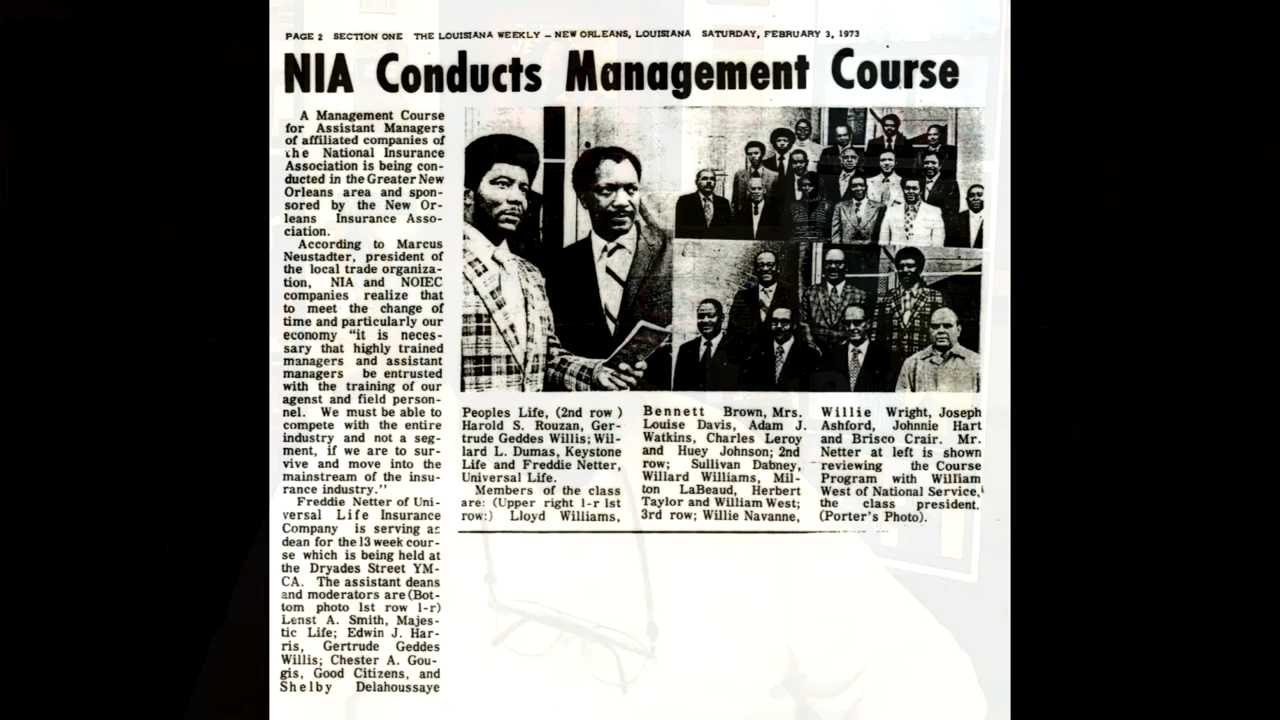 PAGE 2 SECTION ONE THE LOUISIANA WEEKLY — NEW ORLEANS, LOUISIANA SATURDAY, FEBRUARY 3, 1973
NIA Conducts Management Course
A Management Course
for Assistant Managers
of affiliated companies of
the National Insurance
Association is being con-
ducted in the Greater New
Orleans area and spon-
sored by the New Or-
leans Insurance Asso-
ciation.
According to Marcus
Neustadter, president of
the local trade organiza-
tion, NIA and NOIEC
companies realize that
to meet the change of
time and particularly our
economy "it is neces-
sary that highly trained
managers and assistant
managers be entrusted
with the training of our
agenst and field person-
nel. We must be able to
compete with the entire
industry and not a seg-
ment, if we are to sur-
vive and move into the
mainstream of the insu-
rance industry."
Freddie Netter of Uni-
versal Life Insurance
Company is serving as
dean for the 13 week cour-
se which is being held at
the Dryades Street YM-
CA. The assistant deans
and moderators are (Bot-
tom photo 1st row l-r)
Lenst A. Smith, Majes-
tic Life; Edwin J. Har-
ris, Gertrude Geddes
Willis; Chester A. Gou-
gis, Good Citizens, and
Shelby Delahoussaye
Peoples Life, (2nd row )
Harold S. Rouzan, Ger-
trude Geddes Willis; Wil-
lard L. Dumas, Keystone
Life and Freddie Netter,
Universal Life.
Members of the class
are: (Upper right l-r 1st
row:) Lloyd Williams,
Bennett Brown, Mrs.
Louise Davis, Adam J.
Watkins, Charles Leroy
and Huey Johnson; 2nd
row; Sullivan Dabney,
Willard Williams, Mil-
ton LaBeaud, Herbert
Taylor and William West;
3rd row; Willie Navanne,
Willie Wright, Joseph
Ashford, Johnnie Hart
and Brisco Crair. Mr.
Netter at left is shown
reviewing the Course
Program with William
West of National Service,
the class president.
(Porter's Photo).